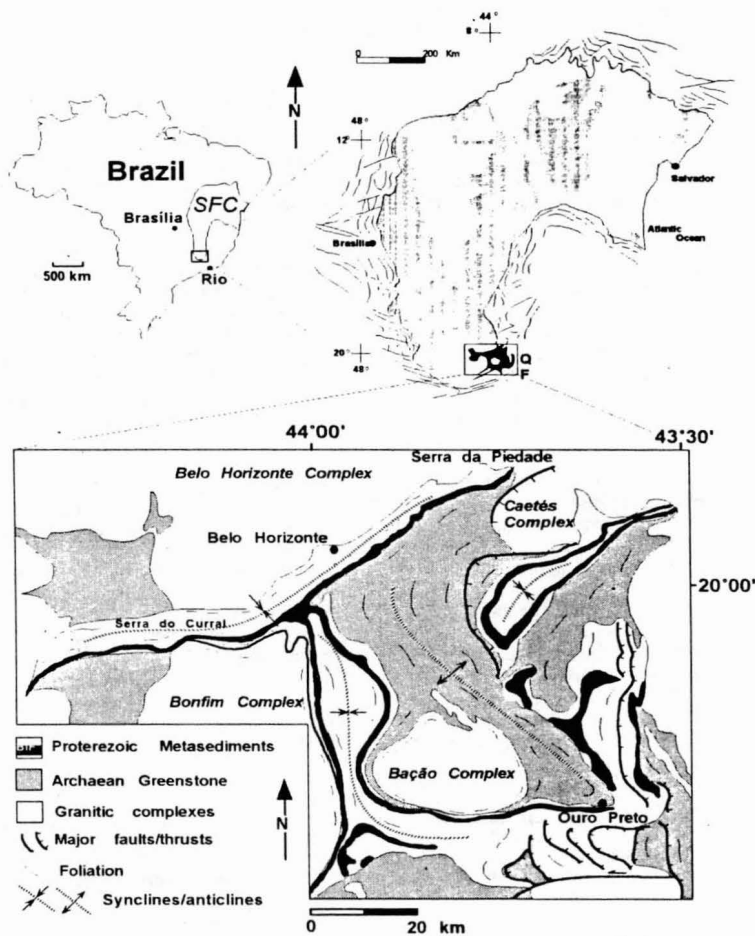 44°
8°
0 200 Km
N
48°
12°
Brazil
SFC
Brasília
Salvador
Brasília
Atlantic
Ocean
500 km
Rio
20°
48°
Q
F
44°00'
43°30'
Serra da Piedade
Belo Horizonte Complex
Caetés
Complex
Belo Horizonte
20°00'
Serra do Curral
Bonfim Complex
Bação Complex
Ouro Preto
BIF Proterezoic Metasediments
Archaean Greenstone
Granitic complexes
Major faults/thrusts
Foliation
Synclines/anticlines
N
0 20
km